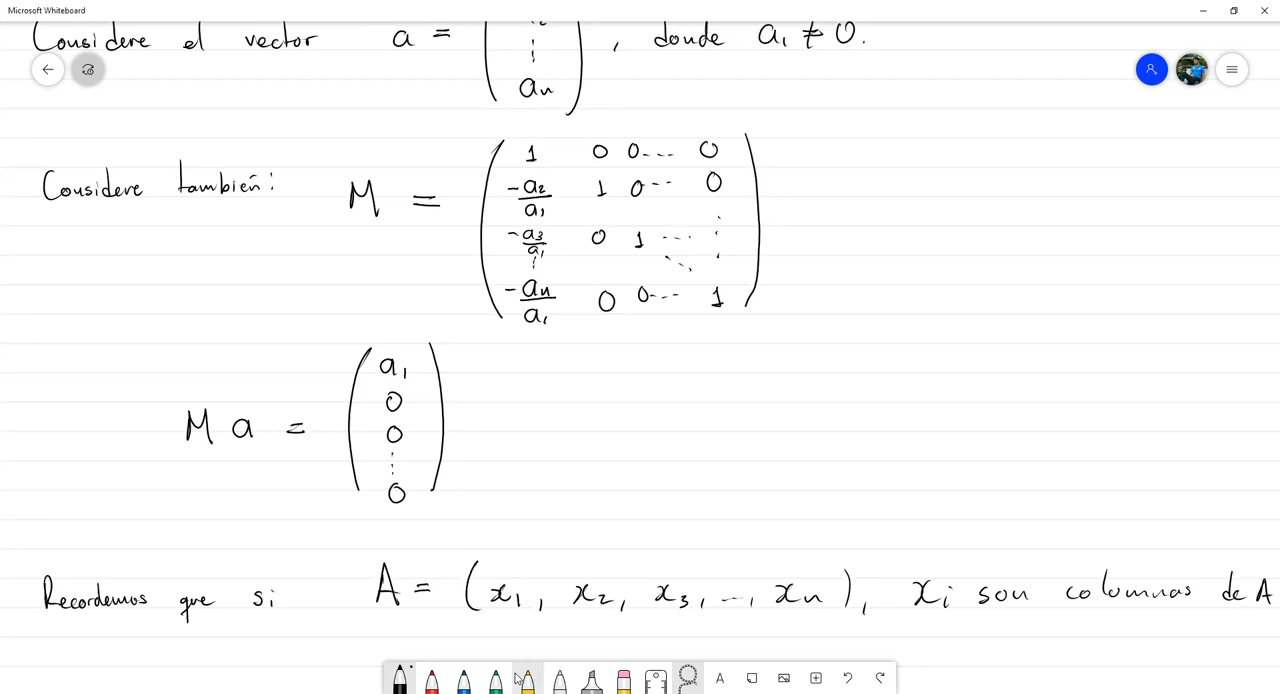 Microsoft Whiteboard
Considere el vector a = ( ⋮ an ) , donde a₁ ≠ 0.
Considere también: M =
1 0 0 ... 0
-a₂/a₁ 1 0 ... 0
-a₃/a₁ 0 1 ... ⋮
⋮ ⋱
-an/a₁ 0 0 ... 1
M a =
a₁
0
0
⋮
0
Recordemos que si A = (x₁, x₂, x₃, ..., xn), xi son columnas de A
A